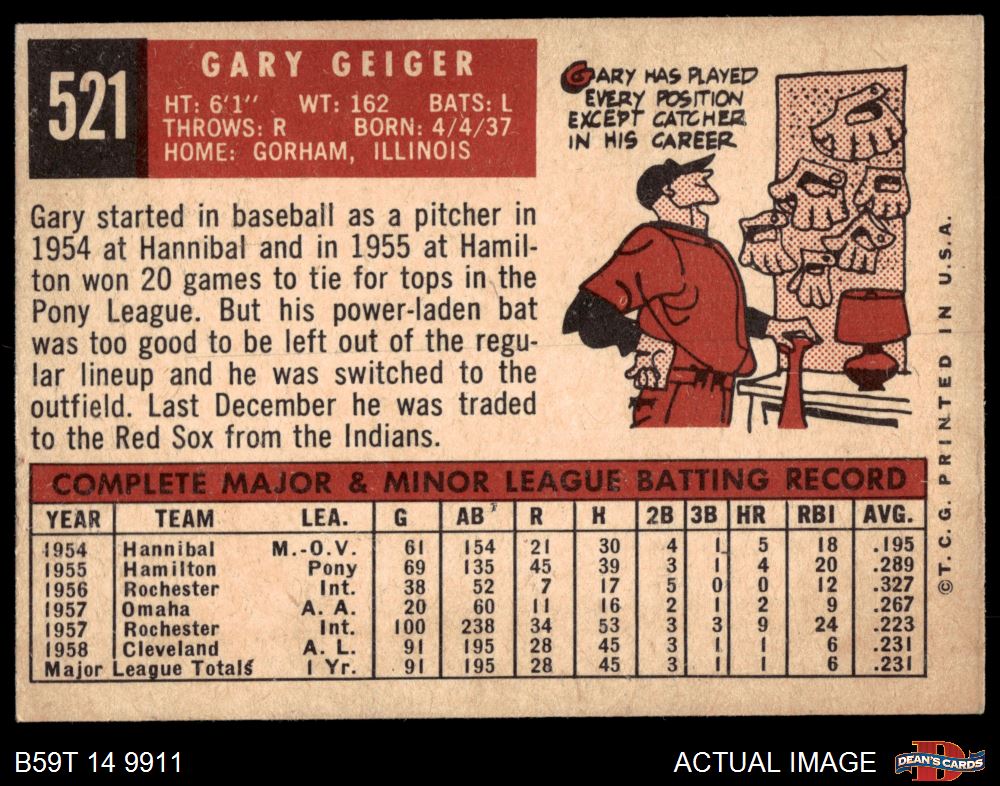 521
GARY GEIGER
HT: 6'1" WT: 162 BATS: L
THROWS: R BORN: 4/4/37
HOME: GORHAM, ILLINOIS
GARY HAS PLAYED
EVERY POSITION
EXCEPT CATCHER
IN HIS CAREER
Gary started in baseball as a pitcher in
1954 at Hannibal and in 1955 at Hamil-
ton won 20 games to tie for tops in the
Pony League. But his power-laden bat
was too good to be left out of the regu-
lar lineup and he was switched to the
outfield. Last December he was traded
to the Red Sox from the Indians.
COMPLETE MAJOR & MINOR LEAGUE BATTING RECORD
YEAR TEAM LEA. G AB R H 2B 3B HR RBI AVG.
1954 Hannibal M.-O.V. 61 154 21 30 4 1 5 18 .195
1955 Hamilton Pony 69 135 45 39 3 1 4 20 .289
1956 Rochester Int. 38 52 7 17 5 0 0 12 .327
1957 Omaha A. A. 20 60 11 16 2 1 2 9 .267
1957 Rochester Int. 100 238 34 53 3 3 9 24 .223
1958 Cleveland A. L. 91 195 28 45 3 1 1 6 .231
Major League Totals 1 Yr. 91 195 28 45 3 1 1 6 .231
©T. C. G. PRINTED IN U.S.A.
B59T 14 9911
ACTUAL IMAGE
D
DEAN'S CARDS